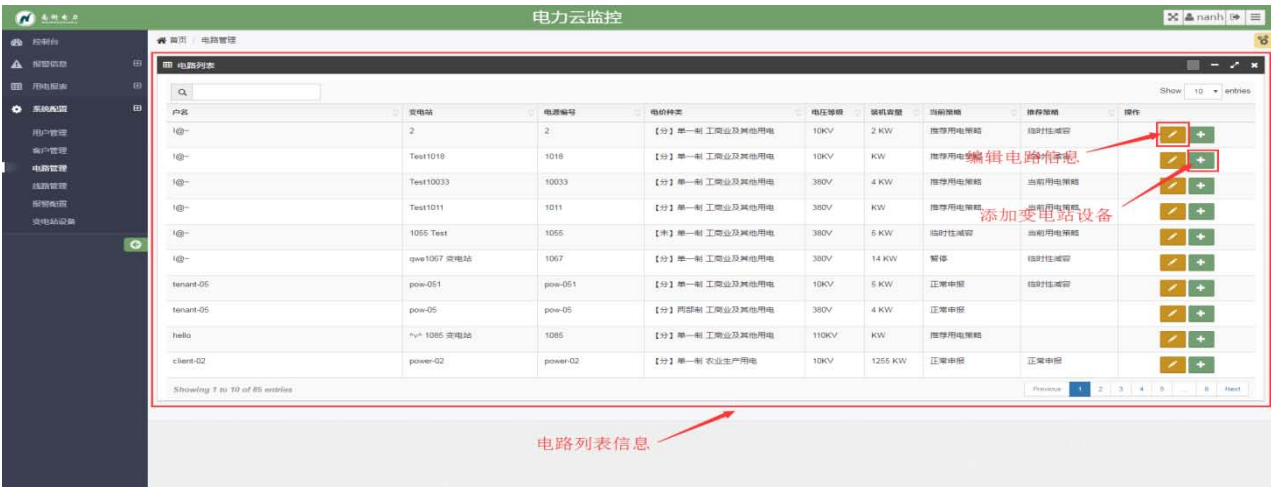 电力云监控
nanh
控制台
首页 / 电路管理
报警信息
电路列表
用电报表
Show 10 entries
系统配置
户名 变电站 电源编号 电价种类 电压等级 装机容量 当前策略 推荐策略 操作
用户管理
!@~ 2 2 【分】单一制 工商业及其他用电 10KV 2 KW 推荐用电策略 临时性减容
客户管理
!@~ Test1018 1018 【分】单一制 工商业及其他用电 10KV KW 推荐用电策略
编辑电路信息
电路管理
!@~ Test10033 10033 【分】单一制 工商业及其他用电 380V 4 KW 推荐用电策略 当前用电策略
线路管理
!@~ Test1011 1011 【分】单一制 工商业及其他用电 380V KW 推荐用电策略 当前用电策略
报警配置
添加变电站设备
变电站设备
!@~ 1055 Test 1055 【未】单一制 工商业及其他用电 380V 5 KW 临时性减容 当前用电策略
!@~ qwe1067 变电站 1067 【分】单一制 工商业及其他用电 380V 14 KW 暂停 临时性减容
tenant-05 pow-051 pow-051 【分】单一制 工商业及其他用电 10KV 5 KW 正常申报 临时性减容
tenant-05 pow-05 pow-05 【分】两部制 工商业及其他用电 380V 4 KW 正常申报
hello ^v^ 1085 变电站 1085 【分】单一制 工商业及其他用电 110KV KW 推荐用电策略
client-02 power-02 power-02 【分】单一制 农业生产用电 10KV 1255 KW 正常申报 正常申报
Showing 1 to 10 of 85 entries
Previous 1 2 3 4 5 ... Next
电路列表信息